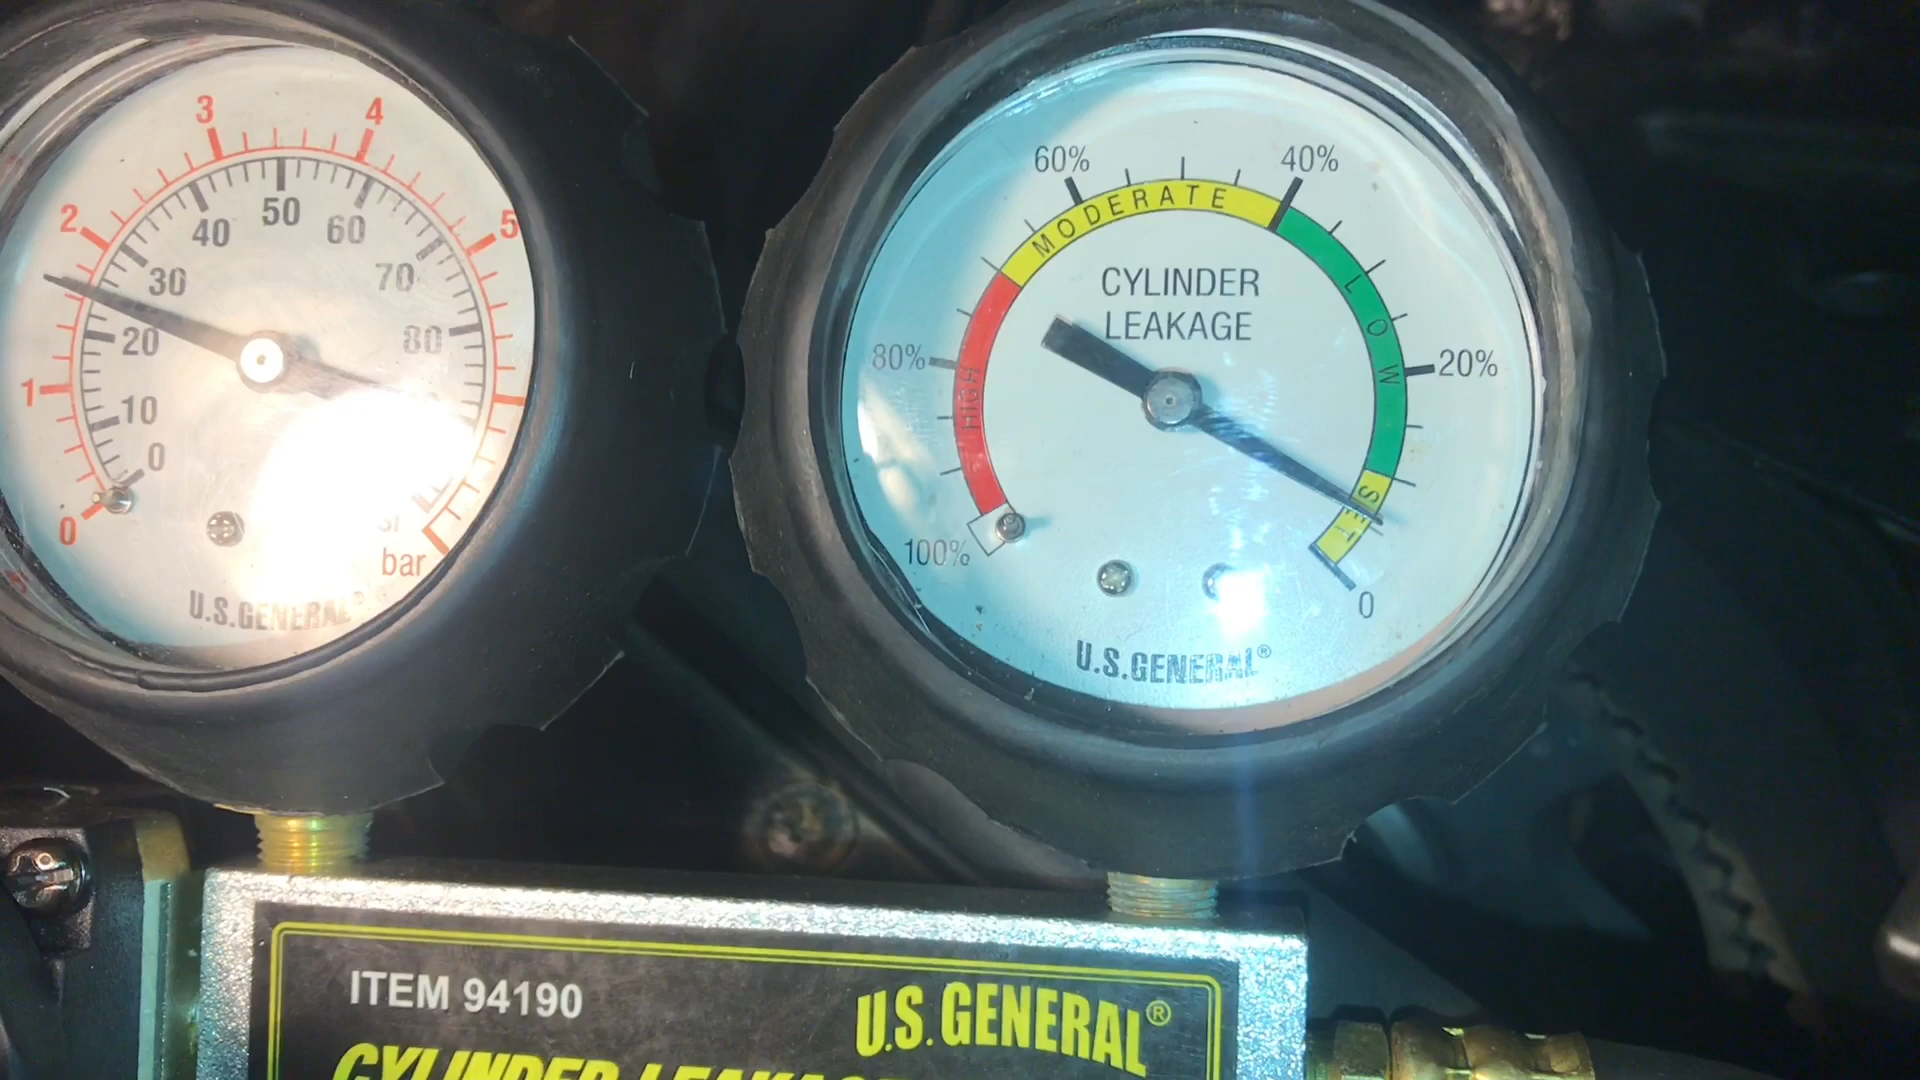 3
4
2
5
50
40
60
30
70
20
80
1
10
0
0
bar
U.S.GENERAL®
60%
40%
MODERATE
CYLINDER
LEAKAGE
80%
HIGH
LOW
20%
SET
100%
0
U.S.GENERAL®
ITEM 94190
U.S. GENERAL®